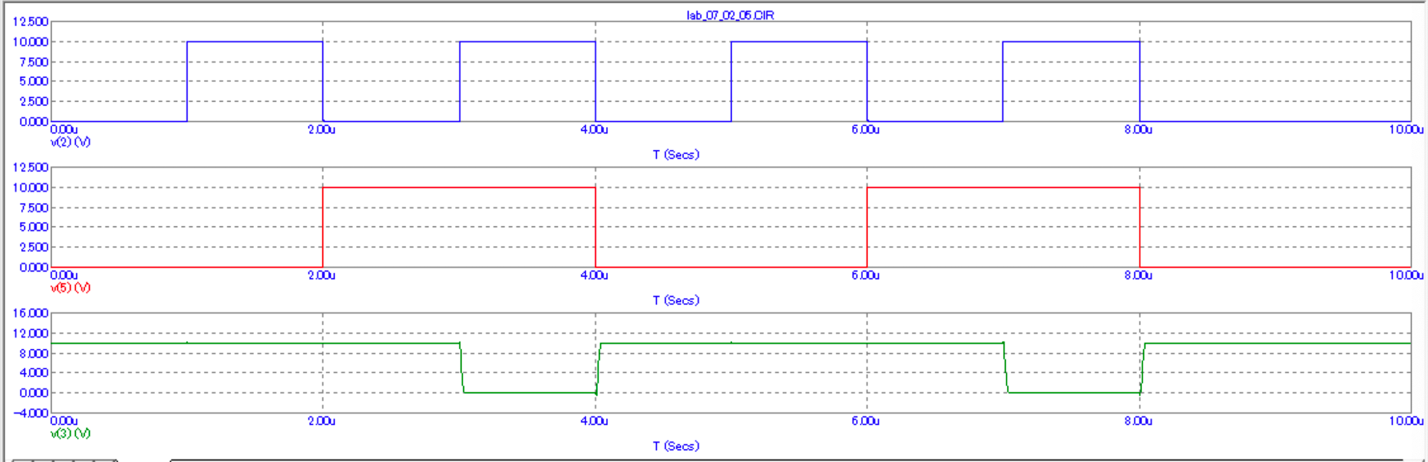 lab_07_02_05.CIR
12.500
10.000
7.500
5.000
2.500
0.000
0.00u 2.00u 4.00u 6.00u 8.00u 10.00u
v(2) (V)
T (Secs)
12.500
10.000
7.500
5.000
2.500
0.000
0.00u 2.00u 4.00u 6.00u 8.00u 10.00u
v(5) (V)
T (Secs)
16.000
12.000
8.000
4.000
0.000
-4.000
0.00u 2.00u 4.00u 6.00u 8.00u 10.00u
v(3) (V)
T (Secs)